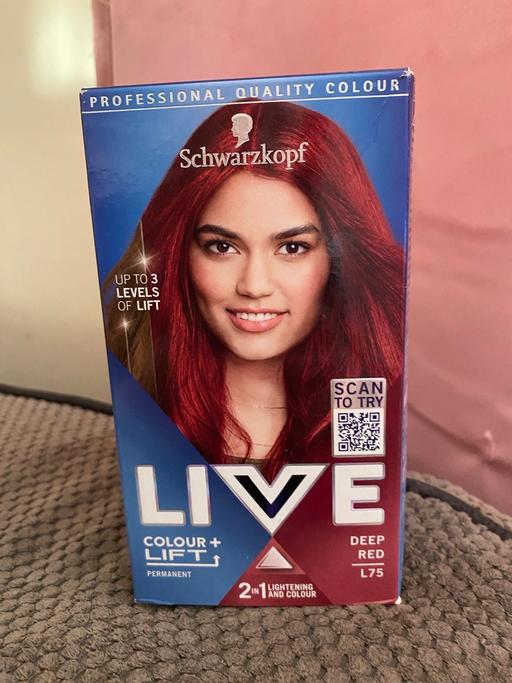 PROFESSIONAL QUALITY COLOUR
Schwarzkopf
UP TO 3
LEVELS
OF LIFT
SCAN
TO TRY
LIVE
COLOUR+
LIFT
PERMANENT
DEEP
RED
L75
2IN1 LIGHTENING
AND COLOUR